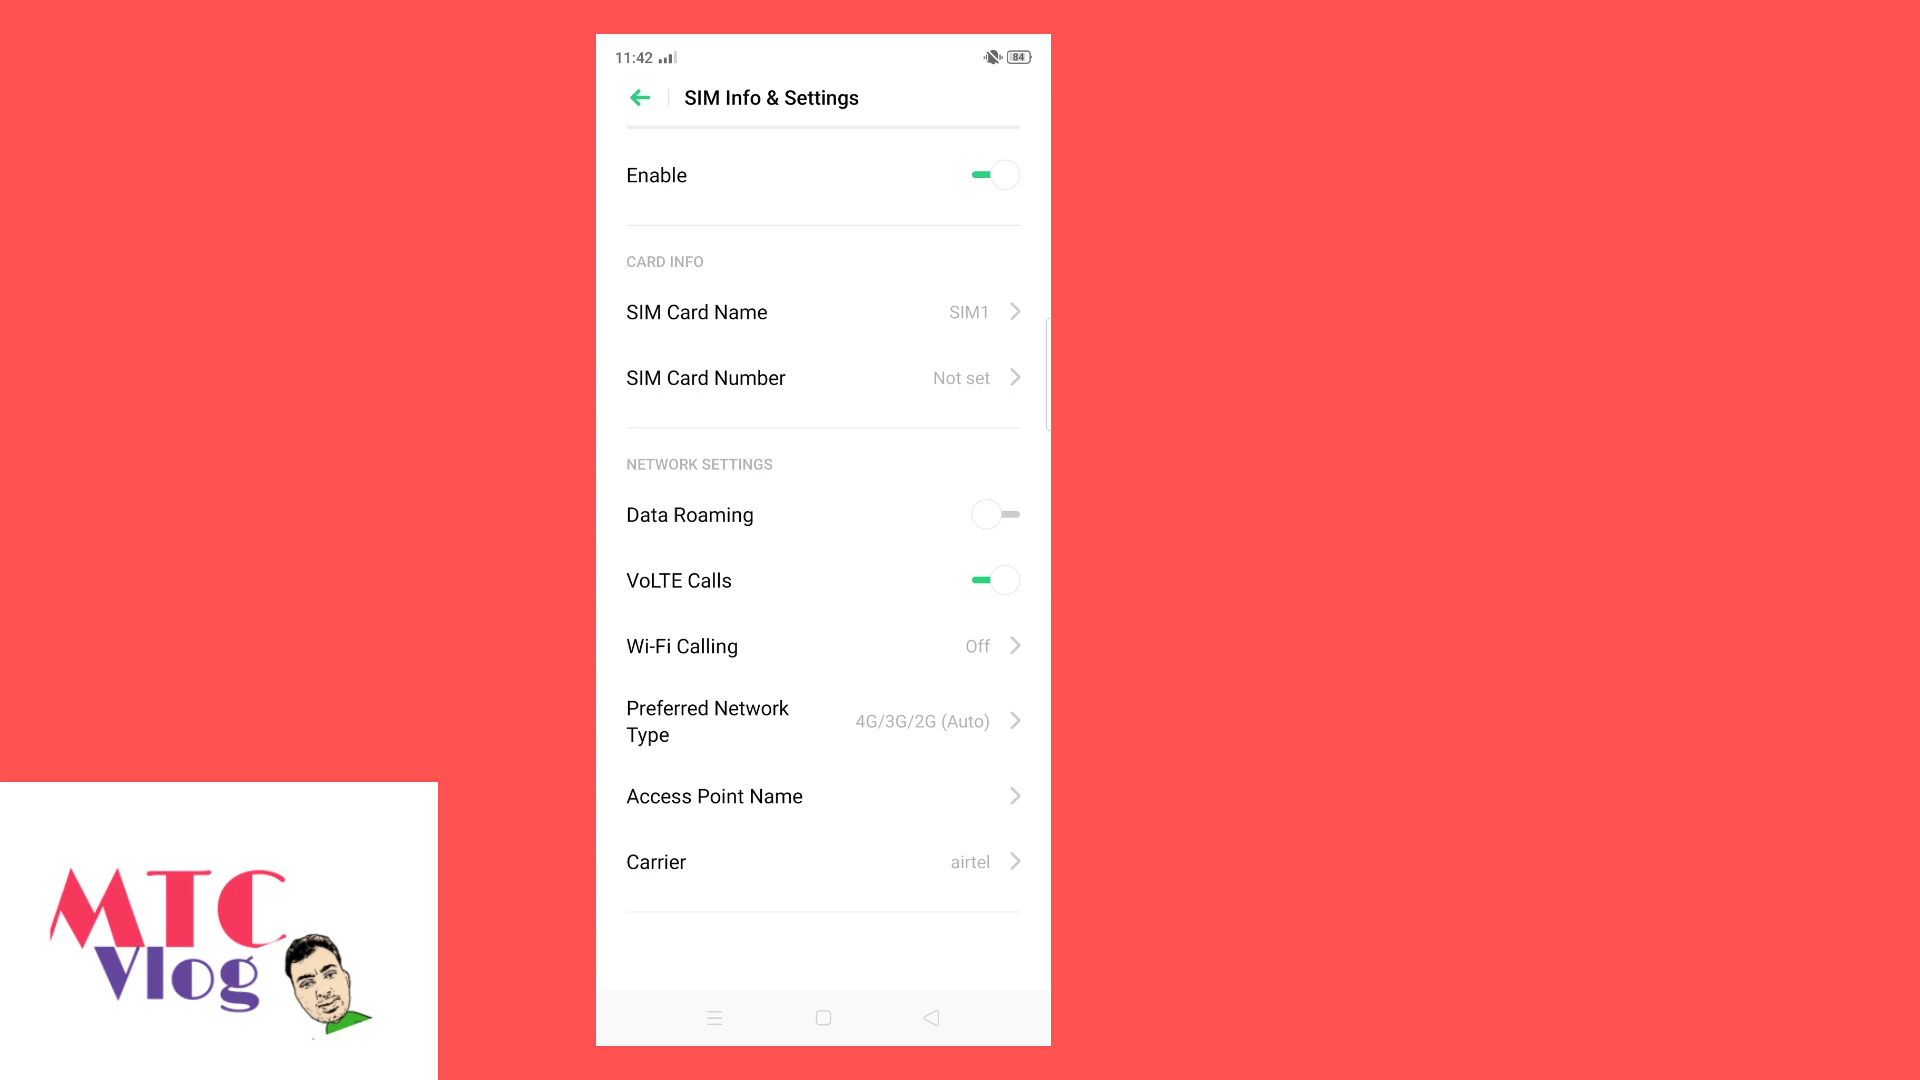 11:42
84
SIM Info & Settings
Enable
CARD INFO
SIM Card Name
SIM1
SIM Card Number
Not set
NETWORK SETTINGS
Data Roaming
VoLTE Calls
Wi-Fi Calling
Off
Preferred Network
Type
4G/3G/2G (Auto)
Access Point Name
Carrier
airtel
MTC
Vlog